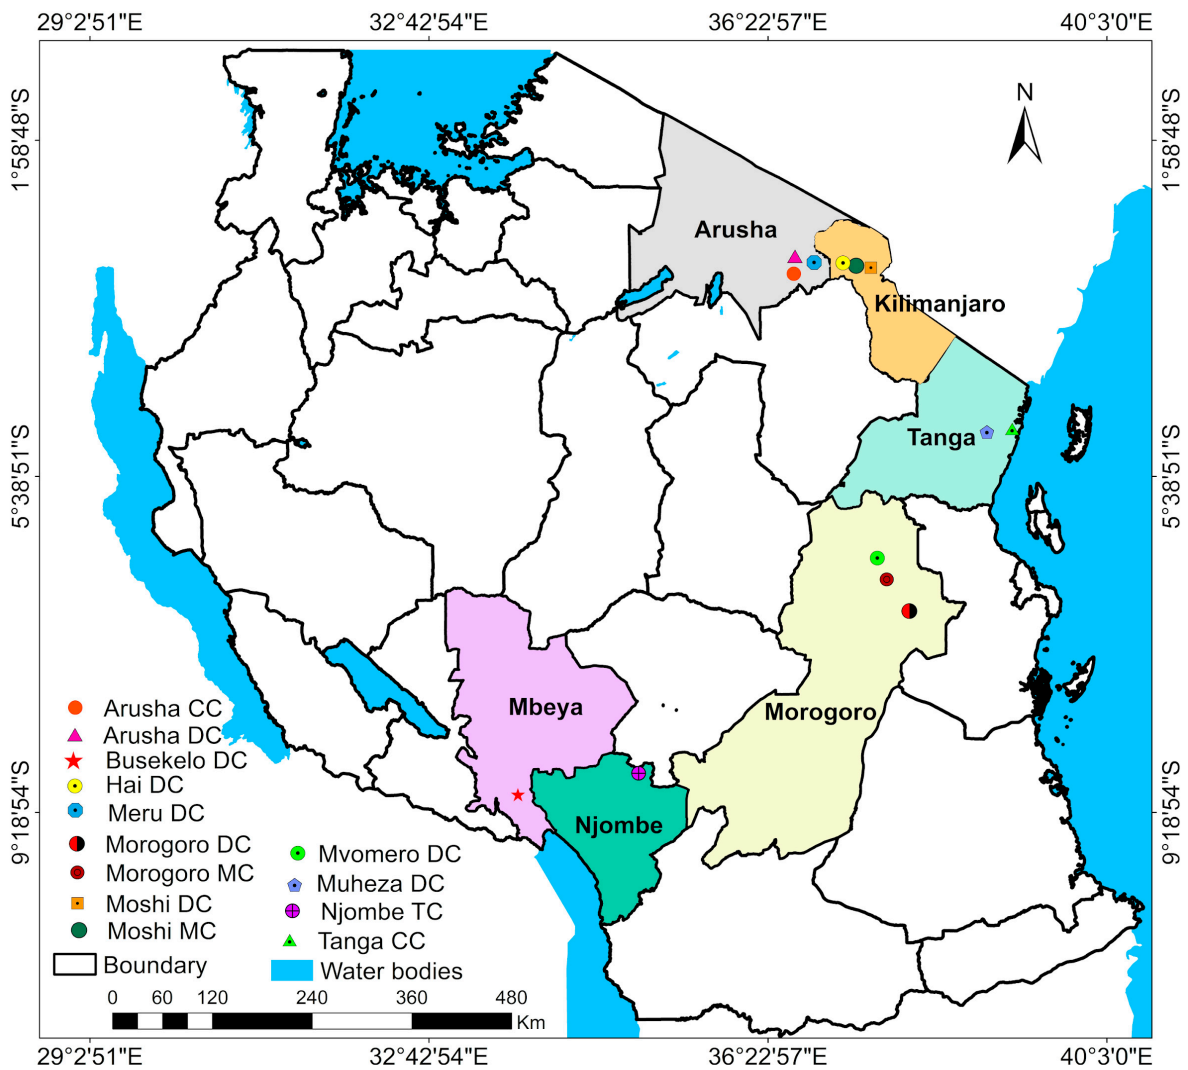 29°2'51"E 32°42'54"E 36°22'57"E 40°3'0"E
1°58'48"S
1°58'48"S
N
Arusha
Kilimanjaro
Tanga
5°38'51"S
5°38'51"S
Mbeya
Morogoro
Njombe
9°18'54"S
9°18'54"S
Arusha CC
Arusha DC
Busekelo DC
Hai DC
Meru DC
Morogoro DC
Morogoro MC
Moshi DC
Moshi MC
Boundary
Mvomero DC
Muheza DC
Njombe TC
Tanga CC
Water bodies
0 60 120 240 360 480
Km
29°2'51"E 32°42'54"E 36°22'57"E 40°3'0"E